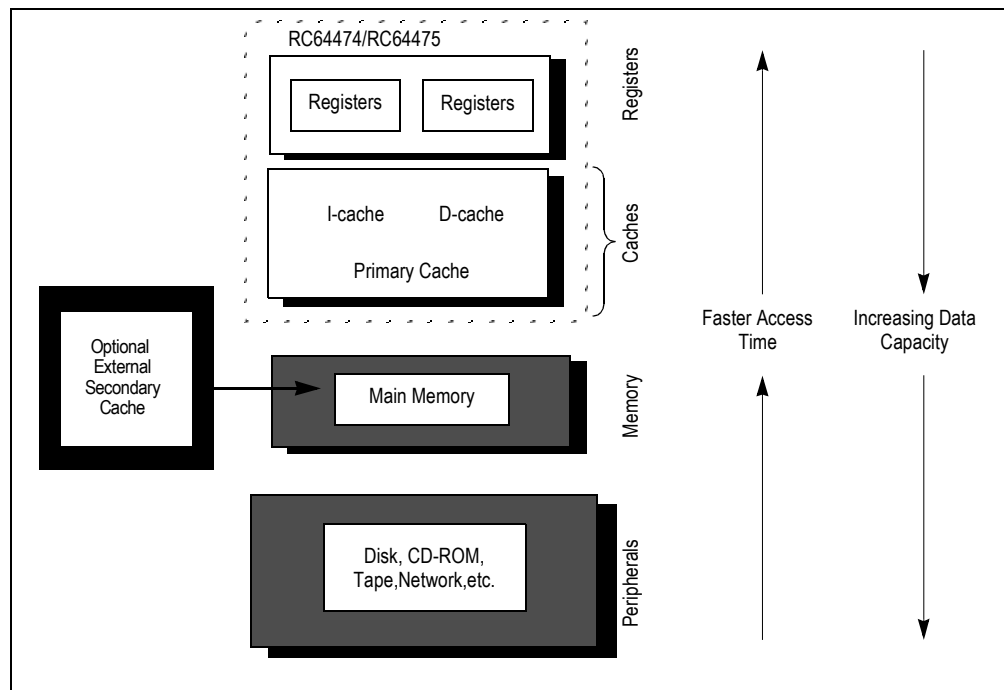 RC64474/RC64475
Registers
Registers
Registers
I-cache
D-cache
Primary Cache
Caches
Faster Access
Time
Increasing Data
Capacity
Optional
External
Secondary
Cache
Main Memory
Memory
Disk, CD-ROM,
Tape,Network,etc.
Peripherals